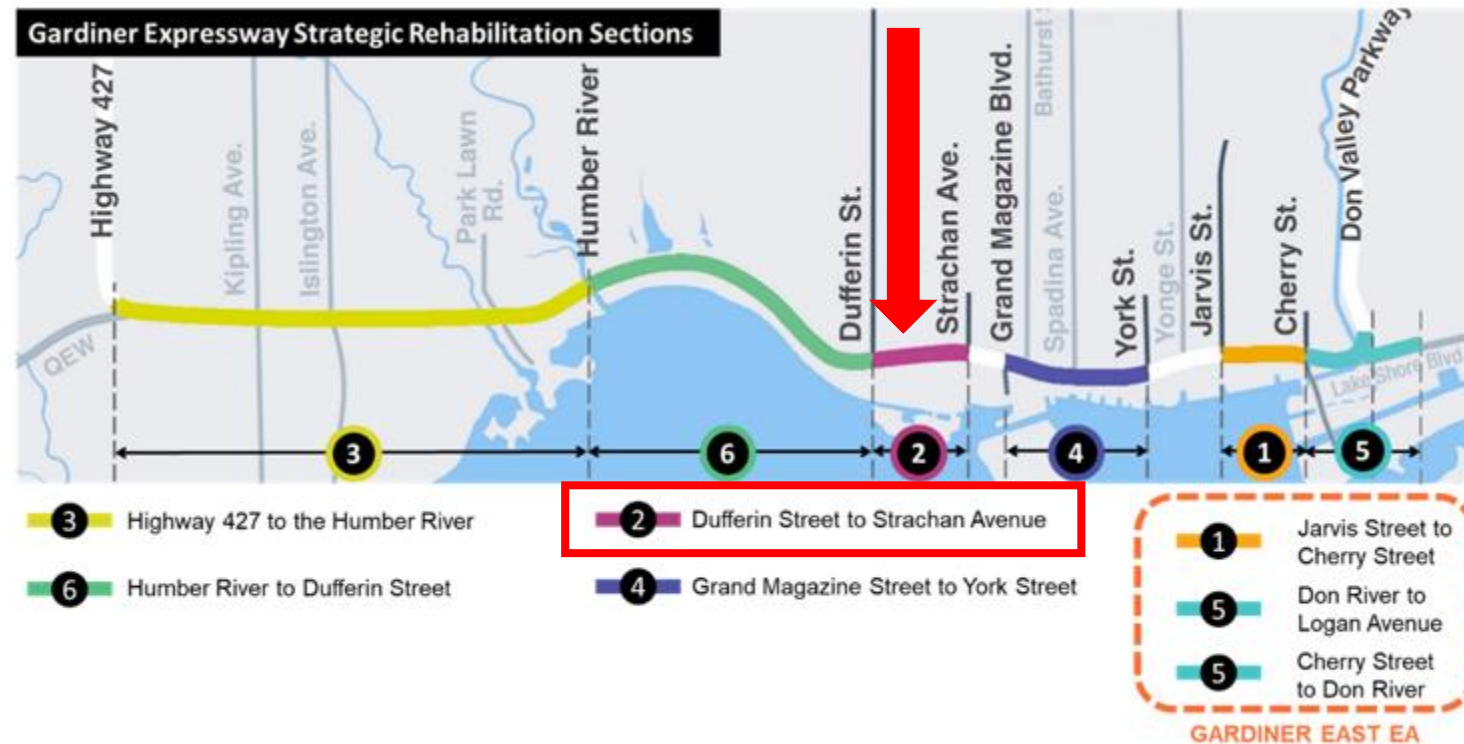 Gardiner Expressway Strategic Rehabilitation Sections
Highway 427
Kipling Ave.
Islington Ave.
Park Lawn
Rd.
Humber River
Dufferin St.
Strachan Ave.
Grand Magazine Blvd.
Bathurst
Spadina Ave.
York St.
Yonge St.
Jarvis St.
Cherry St.
Don Valley Parkway
QEW
Lake Shore Blvd.
3
6
2
4
1
5
3 Highway 427 to the Humber River
6 Humber River to Dufferin Street
2 Dufferin Street to Strachan Avenue
4 Grand Magazine Street to York Street
1 Jarvis Street to
Cherry Street
5 Don River to
Logan Avenue
5 Cherry Street
to Don River
GARDINER EAST EA